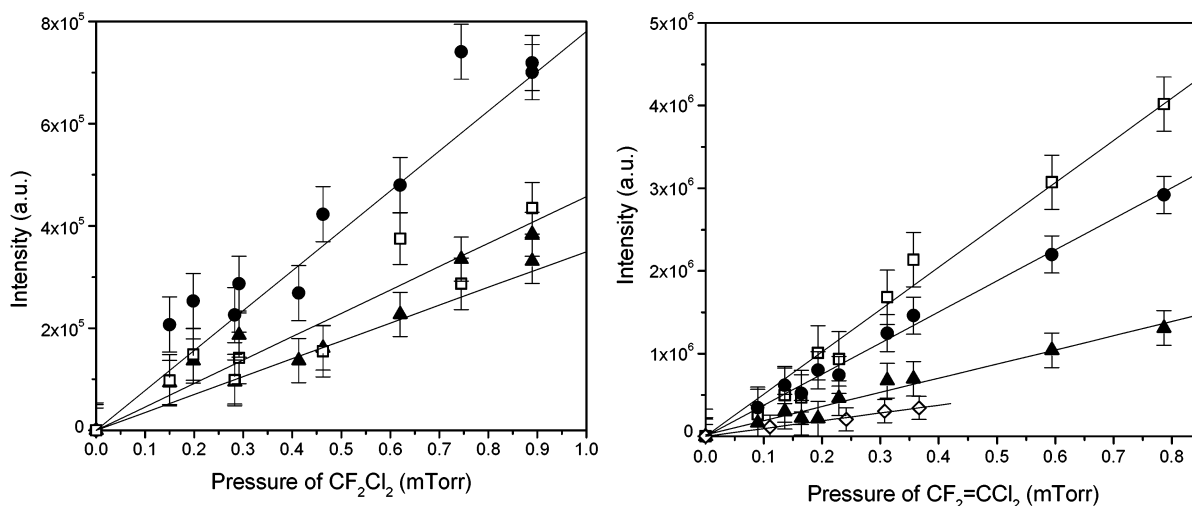 8x10⁵
6x10⁵
4x10⁵
2x10⁵
0
Intensity (a.u.)
0.0 0.1 0.2 0.3 0.4 0.5 0.6 0.7 0.8 0.9 1.0
Pressure of CF₂Cl₂ (mTorr)
5x10⁶
4x10⁶
3x10⁶
2x10⁶
1x10⁶
0
Intensity (a.u.)
0.0 0.1 0.2 0.3 0.4 0.5 0.6 0.7 0.8
Pressure of CF₂=CCl₂ (mTorr)